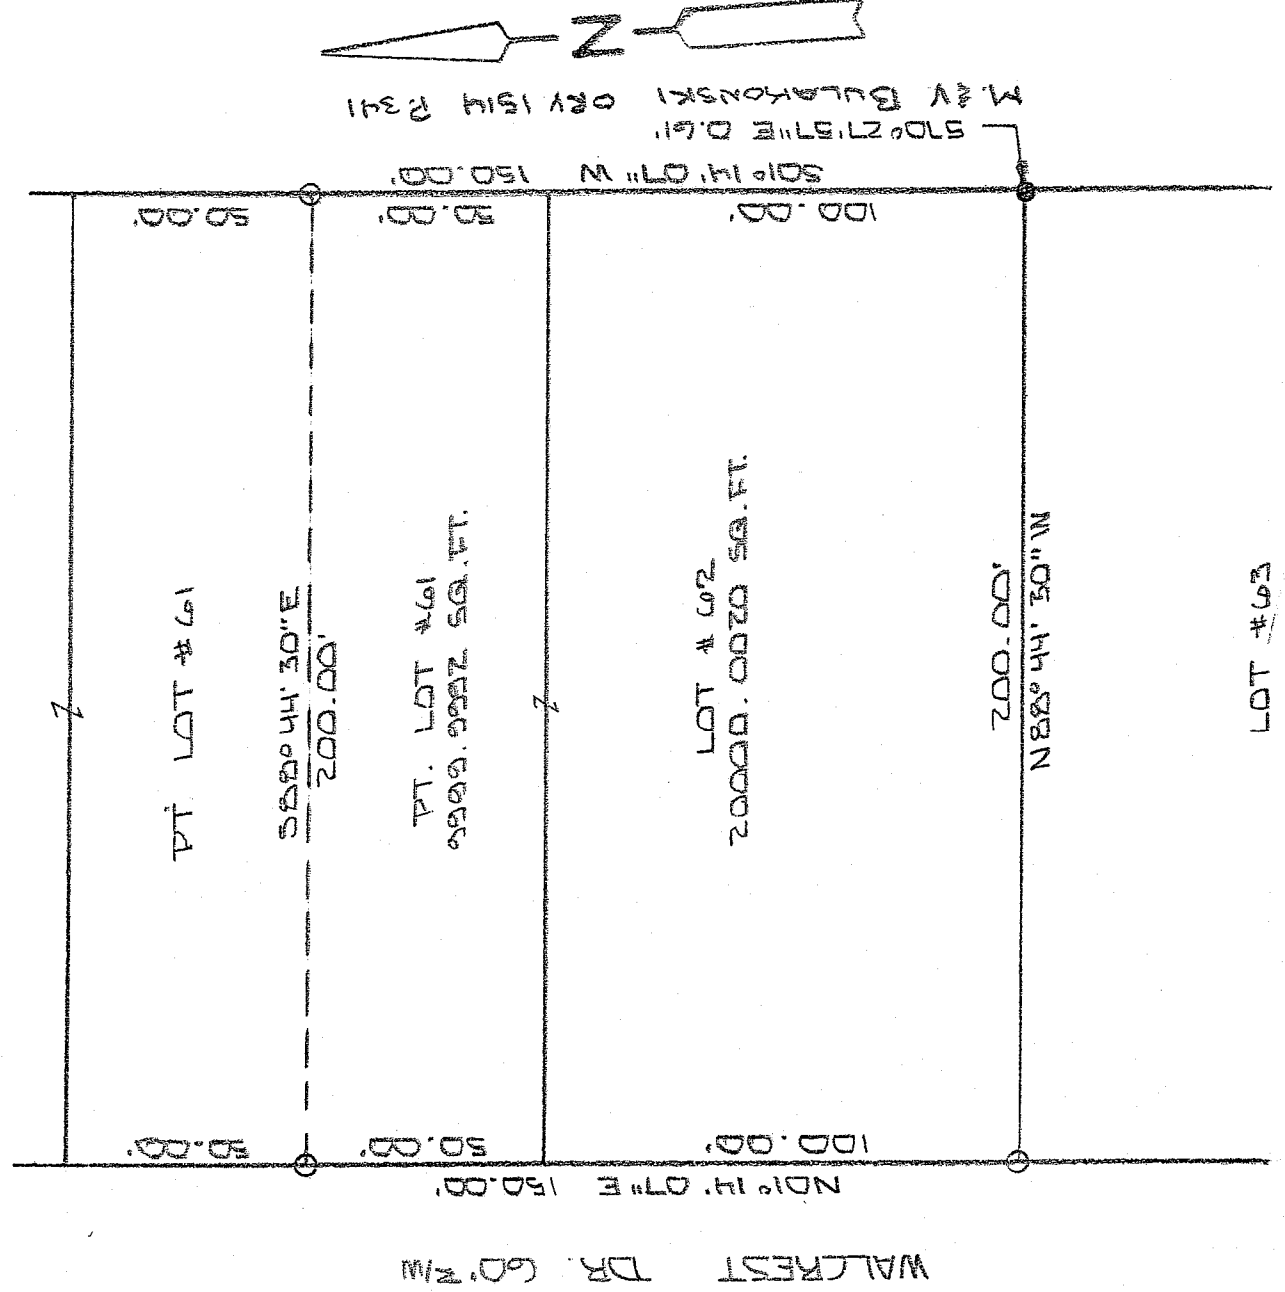 N
M. & V. BULAKOWSKI ORV 1514 P. 341
S70° 27' 57" E 0.61'
S01° 14' 07" W 150.00'
50.00'
50.00'
100.00'
PT. LOT #61
S88° 44' 30" E
200.00'
PT. LOT #61
9999.9992 SQ. FT.
LOT #62
20000.0020 SQ. FT.
200.00'
N88° 44' 30" W
LOT #63
50.00'
50.00'
100.00'
N01° 14' 07" E 150.00'
WALCREST DR. 60' R/W